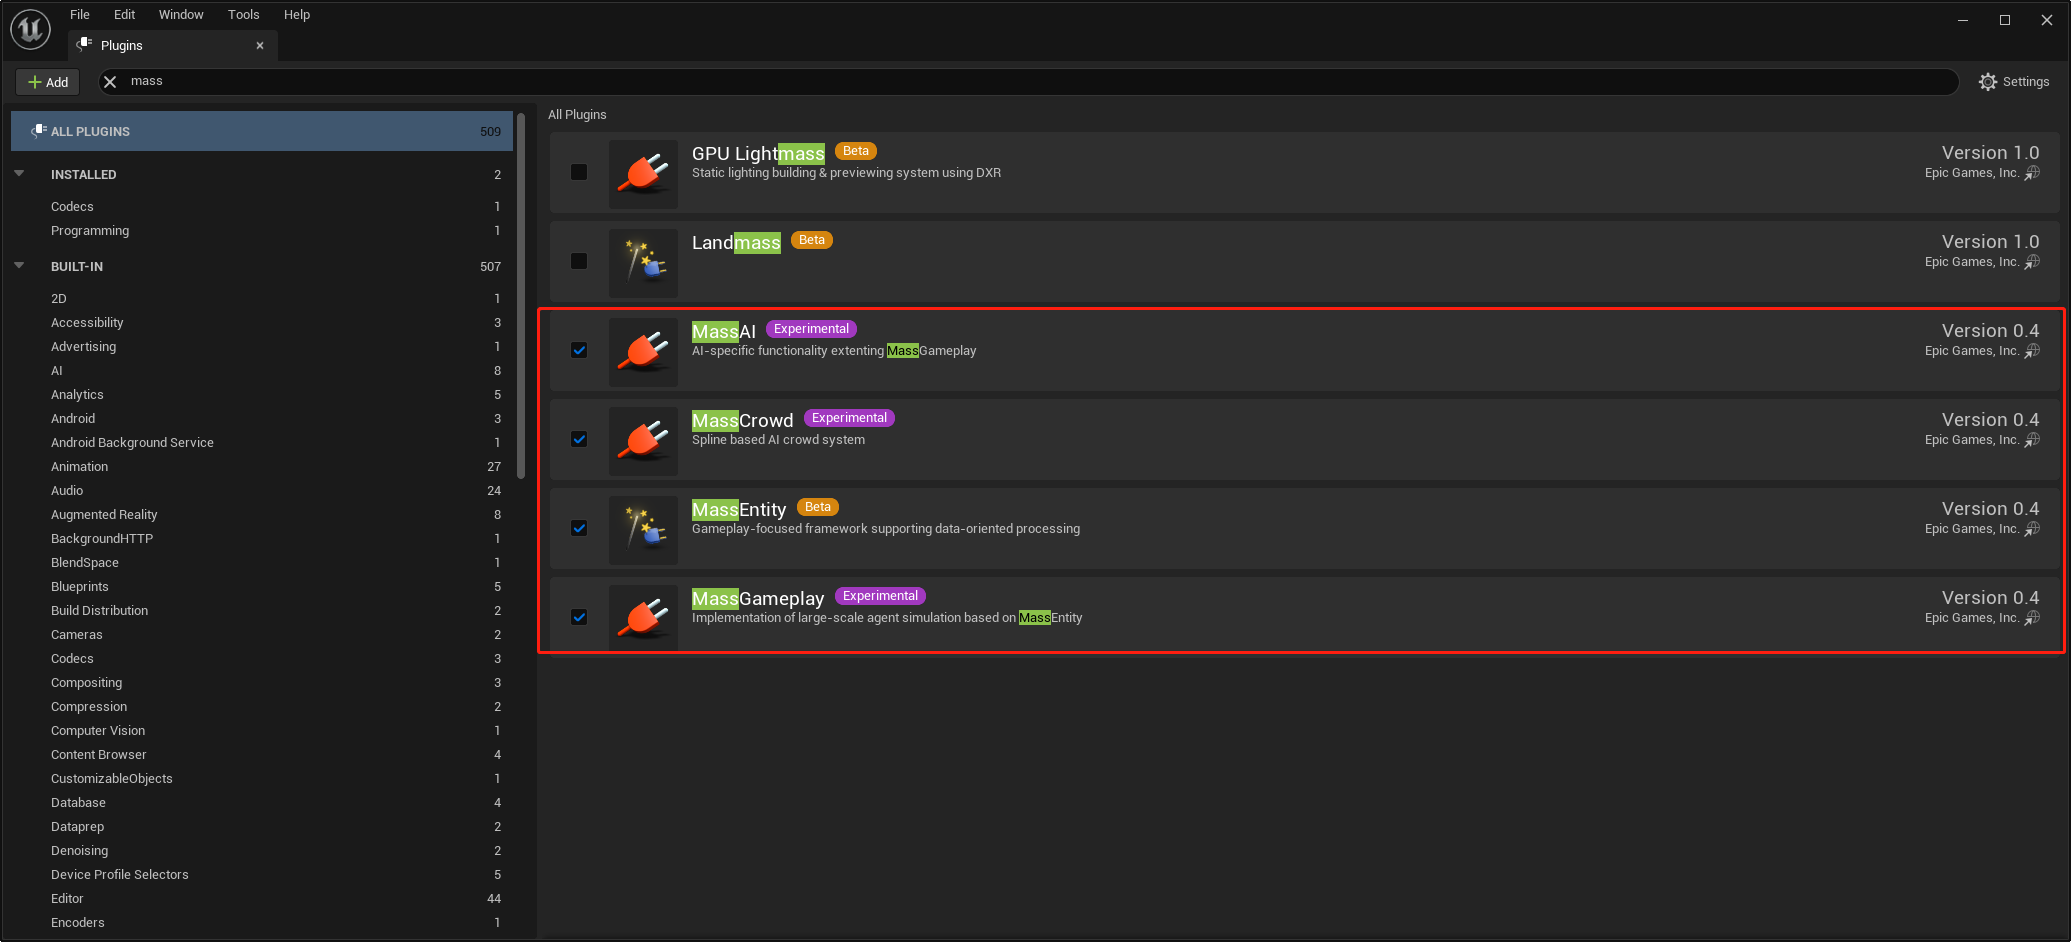 File Edit Window Tools Help
Plugins
Add mass Settings
ALL PLUGINS 509
INSTALLED 2
Codecs 1
Programming 1
BUILT-IN 507
2D 1
Accessibility 3
Advertising 1
AI 8
Analytics 5
Android 3
Android Background Service 1
Animation 27
Audio 24
Augmented Reality 8
BackgroundHTTP 1
BlendSpace 1
Blueprints 5
Build Distribution 2
Cameras 2
Codecs 3
Compositing 3
Compression 2
Computer Vision 1
Content Browser 4
CustomizableObjects 1
Database 4
Dataprep 2
Denoising 2
Device Profile Selectors 5
Editor 44
Encoders 1
All Plugins
GPU Lightmass Beta Version 1.0
Static lighting building & previewing system using DXR Epic Games, Inc.
Landmass Beta Version 1.0
Epic Games, Inc.
MassAI Experimental Version 0.4
AI-specific functionality extenting MassGameplay Epic Games, Inc.
MassCrowd Experimental Version 0.4
Spline based AI crowd system Epic Games, Inc.
MassEntity Beta Version 0.4
Gameplay-focused framework supporting data-oriented processing Epic Games, Inc.
MassGameplay Experimental Version 0.4
Implementation of large-scale agent simulation based on MassEntity Epic Games, Inc.